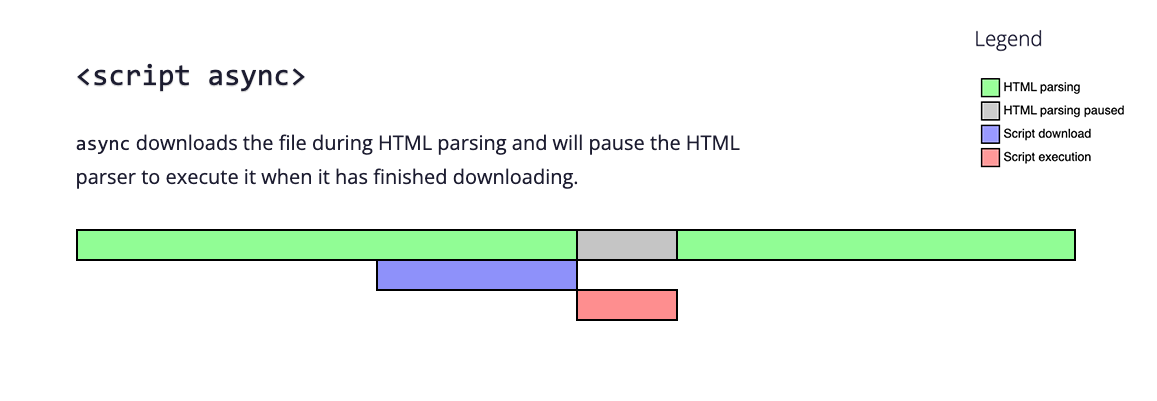 Legend
<script async>
HTML parsing
HTML parsing paused
Script download
Script execution
async downloads the file during HTML parsing and will pause the HTML
parser to execute it when it has finished downloading.